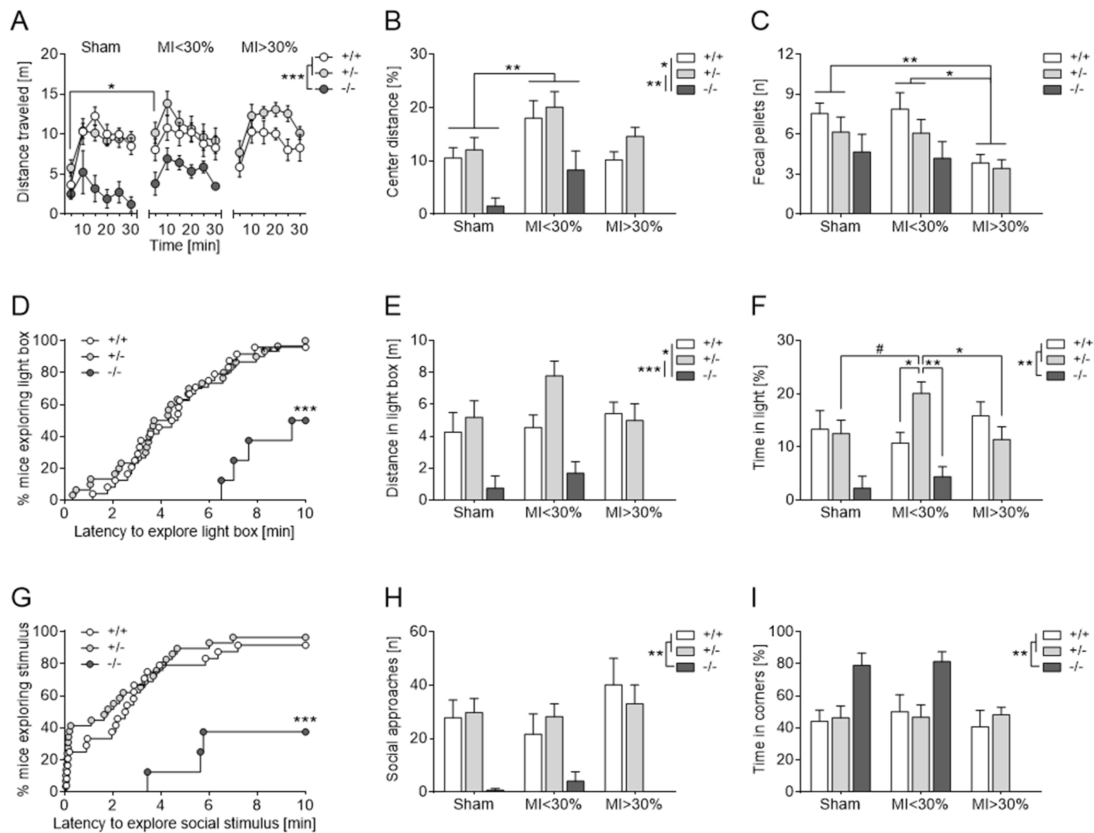 A
Sham MI<30% MI>30%
Distance traveled [m]
20
15
10
5
0
*
***
+/+
+/-
-/-
10 20 30 10 20 30 10 20 30
Time [min]
B
Center distance [%]
30
20
10
0
**
*
**
+/+
+/-
-/-
Sham MI<30% MI>30%
C
Fecal pellets [n]
12
9
6
3
0
**
*
+/+
+/-
-/-
Sham MI<30% MI>30%
D
% mice exploring light box
100
80
60
40
20
0
+/+
+/-
-/-
***
0 2 4 6 8 10
Latency to explore light box [min]
E
Distance in light box [m]
10
8
6
4
2
0
*
***
+/+
+/-
-/-
Sham MI<30% MI>30%
F
Time in light [%]
30
20
10
0
# *
* **
**
+/+
+/-
-/-
Sham MI<30% MI>30%
G
% mice exploring stimulus
100
80
60
40
20
0
+/+
+/-
-/-
***
0 2 4 6 8 10
Latency to explore social stimulus [min]
H
Social approaches [n]
60
40
20
0
**
+/+
+/-
-/-
Sham MI<30% MI>30%
I
Time in corners [%]
100
80
60
40
20
0
**
+/+
+/-
-/-
Sham MI<30% MI>30%